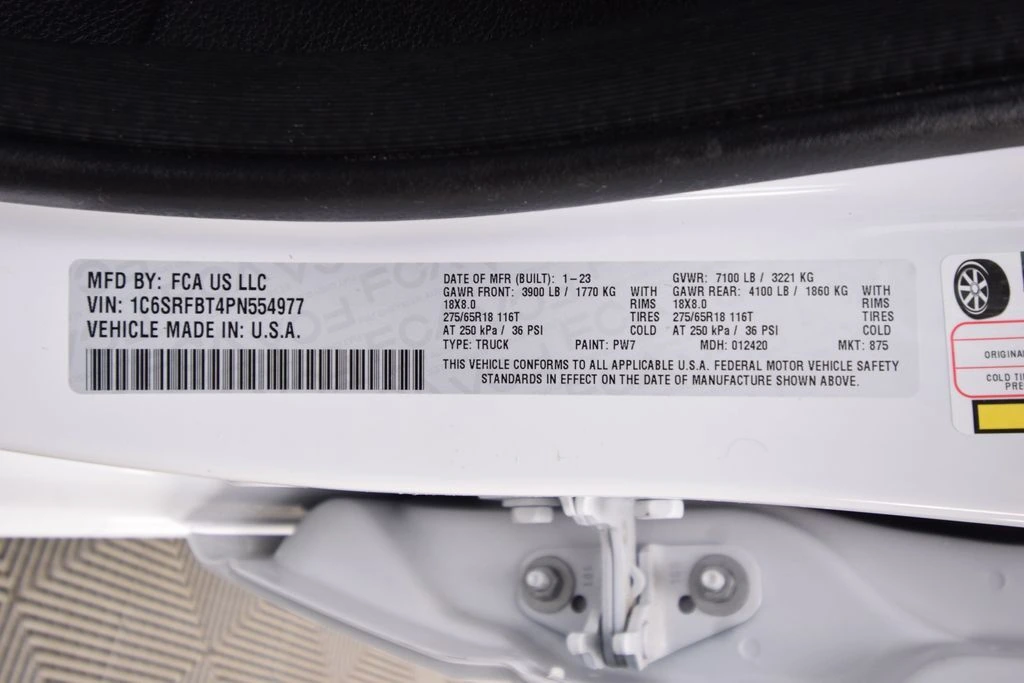 MFD BY: FCA US LLC
VIN: 1C6SRFBT4PN554977
VEHICLE MADE IN: U.S.A.
DATE OF MFR (BUILT): 1-23
GAWR FRONT: 3900 LB / 1770 KG WITH
18X8.0 RIMS
275/65R18 116T TIRES
AT 250 kPa / 36 PSI COLD
GVWR: 7100 LB / 3221 KG
GAWR REAR: 4100 LB / 1860 KG WITH
18X8.0 RIMS
275/65R18 116T TIRES
AT 250 kPa / 36 PSI COLD
TYPE: TRUCK PAINT: PW7 MDH: 012420 MKT: 875
THIS VEHICLE CONFORMS TO ALL APPLICABLE U.S.A. FEDERAL MOTOR VEHICLE SAFETY
STANDARDS IN EFFECT ON THE DATE OF MANUFACTURE SHOWN ABOVE.
COLD